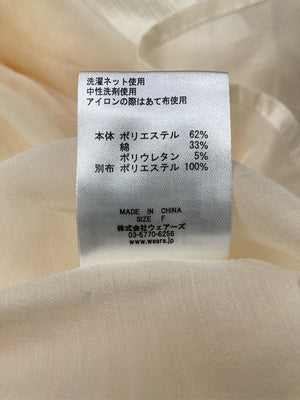 洗濯ネット使用
中性洗剤使用
アイロンの際はあて布使用
本体 ポリエステル 62%
綿 33%
ポリウレタン 5%
別布 ポリエステル 100%
MADE IN CHINA
SIZE F
株式会社ウェアーズ
03-5770-6256
www.wears.jp